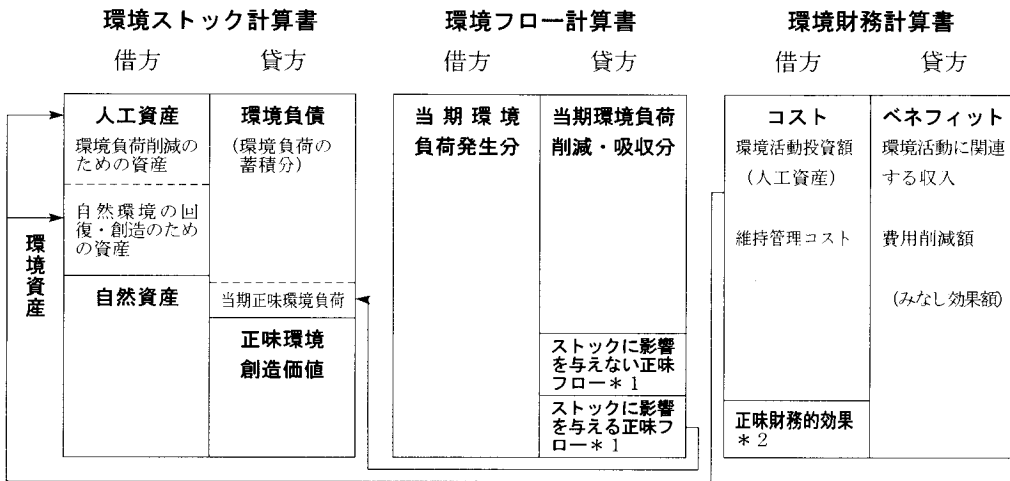 環境ストック計算書
借方 貸方
人工資産
環境負荷削減の
ための資産
自然環境の回
復・創造のため
の資産
自然資産
環境資産
環境負債
(環境負荷の
蓄積分)
当期正味環境負荷
正味環境
創造価値
環境フロー計算書
借方 貸方
当期環境
負荷発生分
当期環境負荷
削減・吸収分
ストックに影響
を与えない正味
フロー*1
ストックに影響
を与える正味フ
ロー*1
環境財務計算書
借方 貸方
コスト
環境活動投資額
(人工資産)
維持管理コスト
正味財務的効果
*2
ベネフィット
環境活動に関連
する収入
費用削減額
(みなし効果額)